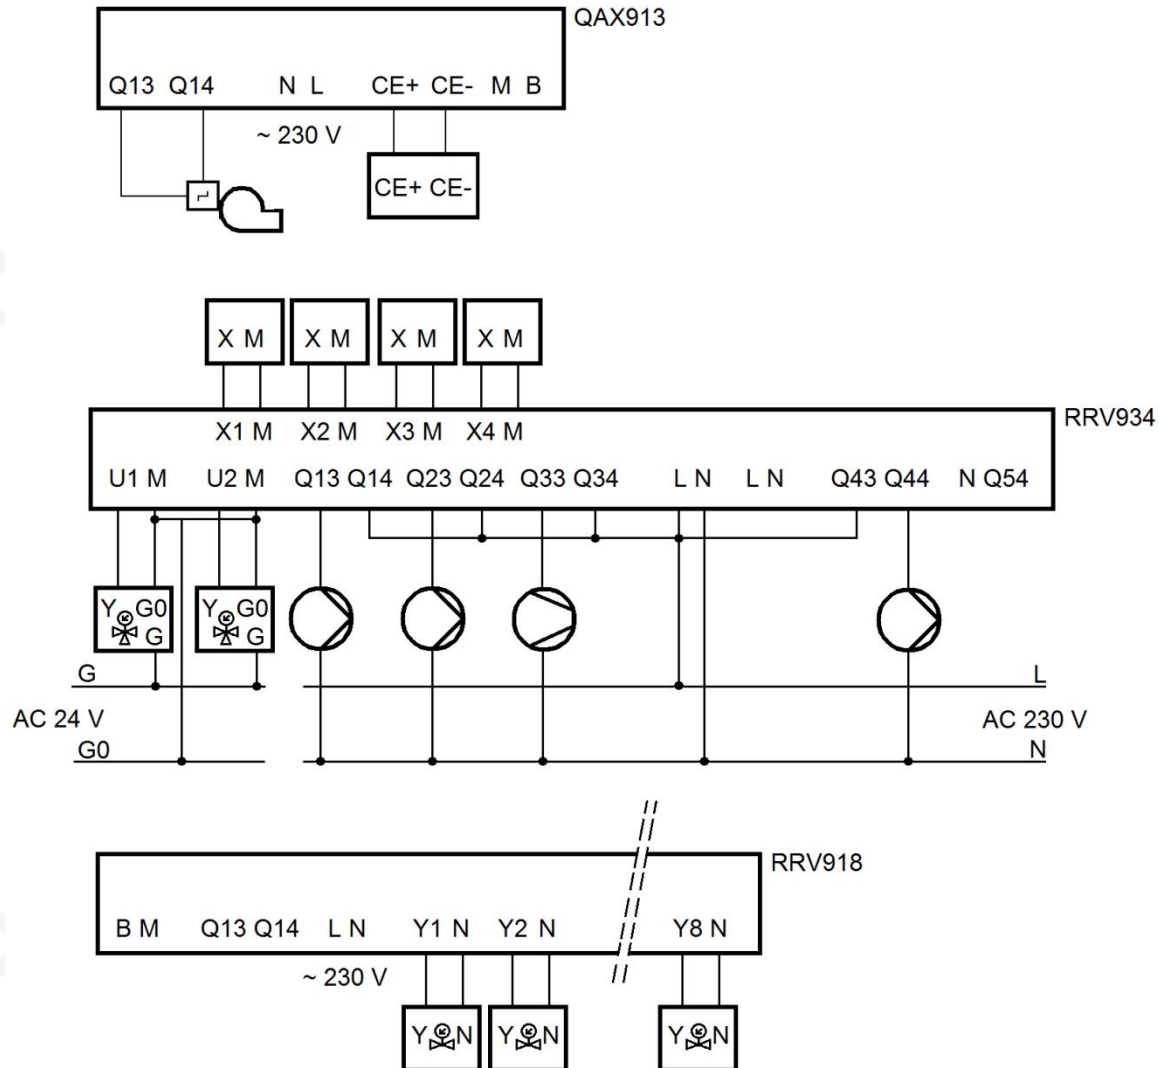 QAX913
Q13 Q14 N L CE+ CE- M B
~ 230 V
CE+ CE-
X M X M X M X M
RRV934
X1 M X2 M X3 M X4 M
U1 M U2 M Q13 Q14 Q23 Q24 Q33 Q34 L N L N Q43 Q44 N Q54
Y G0 Y G0
G G
G L
AC 24 V AC 230 V
G0 N
RRV918
B M Q13 Q14 L N Y1 N Y2 N Y8 N
~ 230 V
Y N Y N Y N